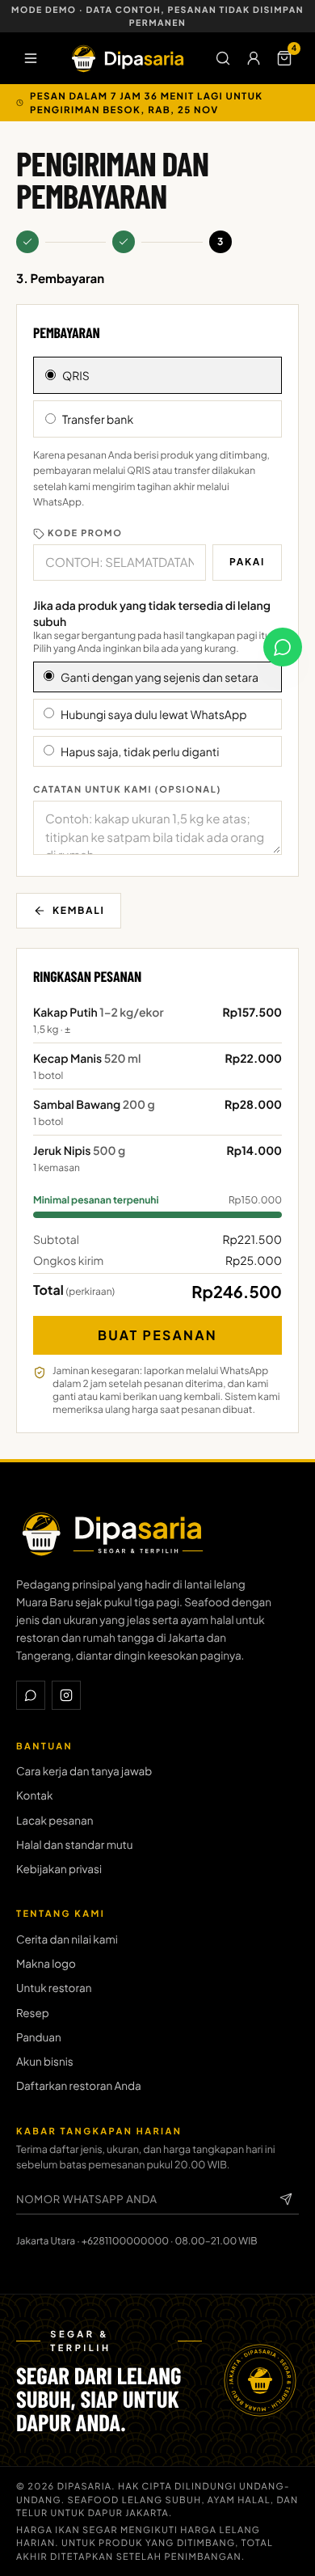 MODE DEMO · DATA CONTOH, PESANAN TIDAK DISIMPAN
PERMANEN
Dipasaria
4
PESAN DALAM 7 JAM 36 MENIT LAGI UNTUK
PENGIRIMAN BESOK, RAB, 25 NOV
PENGIRIMAN DAN
PEMBAYARAN
3
3. Pembayaran
PEMBAYARAN
QRIS
Transfer bank
Karena pesanan Anda berisi produk yang ditimbang,
pembayaran melalui QRIS atau transfer dilakukan
setelah kami mengirim tagihan akhir melalui
WhatsApp.
KODE PROMO
CONTOH: SELAMATDATAN
PAKAI
Jika ada produk yang tidak tersedia di lelang
subuh
Ikan segar bergantung pada hasil tangkapan pagi itu.
Pilih yang Anda inginkan bila ada yang kurang.
Ganti dengan yang sejenis dan setara
Hubungi saya dulu lewat WhatsApp
Hapus saja, tidak perlu diganti
CATATAN UNTUK KAMI (OPSIONAL)
Contoh: kakap ukuran 1,5 kg ke atas;
titipkan ke satpam bila tidak ada orang
di rumah
KEMBALI
RINGKASAN PESANAN
Kakap Putih 1–2 kg/ekor Rp157.500
1,5 kg · ±
Kecap Manis 520 ml Rp22.000
1 botol
Sambal Bawang 200 g Rp28.000
1 botol
Jeruk Nipis 500 g Rp14.000
1 kemasan
Minimal pesanan terpenuhi Rp150.000
Subtotal Rp221.500
Ongkos kirim Rp25.000
Total (perkiraan) Rp246.500
BUAT PESANAN
Jaminan kesegaran: laporkan melalui WhatsApp
dalam 2 jam setelah pesanan diterima, dan kami
ganti atau kami berikan uang kembali. Sistem kami
memeriksa ulang harga saat pesanan dibuat.
Dipasaria
SEGAR & TERPILIH
Pedagang prinsipal yang hadir di lantai lelang
Muara Baru sejak pukul tiga pagi. Seafood dengan
jenis dan ukuran yang jelas serta ayam halal untuk
restoran dan rumah tangga di Jakarta dan
Tangerang, diantar dingin keesokan paginya.
BANTUAN
Cara kerja dan tanya jawab
Kontak
Lacak pesanan
Halal dan standar mutu
Kebijakan privasi
TENTANG KAMI
Cerita dan nilai kami
Makna logo
Untuk restoran
Resep
Panduan
Akun bisnis
Daftarkan restoran Anda
KABAR TANGKAPAN HARIAN
Terima daftar jenis, ukuran, dan harga tangkapan hari ini
sebelum batas pemesanan pukul 20.00 WIB.
NOMOR WHATSAPP ANDA
Jakarta Utara · +6281100000000 · 08.00–21.00 WIB
SEGAR &
TERPILIH
SEGAR DARI LELANG
SUBUH, SIAP UNTUK
DAPUR ANDA.
© 2026 DIPASARIA. HAK CIPTA DILINDUNGI UNDANG-
UNDANG. SEAFOOD LELANG SUBUH, AYAM HALAL, DAN
TELUR UNTUK DAPUR JAKARTA.
HARGA IKAN SEGAR MENGIKUTI HARGA LELANG
HARIAN. UNTUK PRODUK YANG DITIMBANG, TOTAL
AKHIR DITETAPKAN SETELAH PENIMBANGAN.